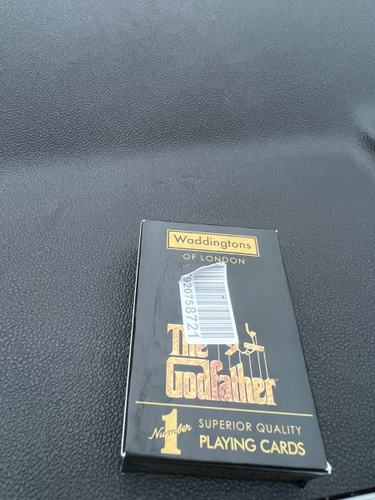 Waddingtons
OF LONDON
920758721
The
Godfather
Number 1
SUPERIOR QUALITY
PLAYING CARDS